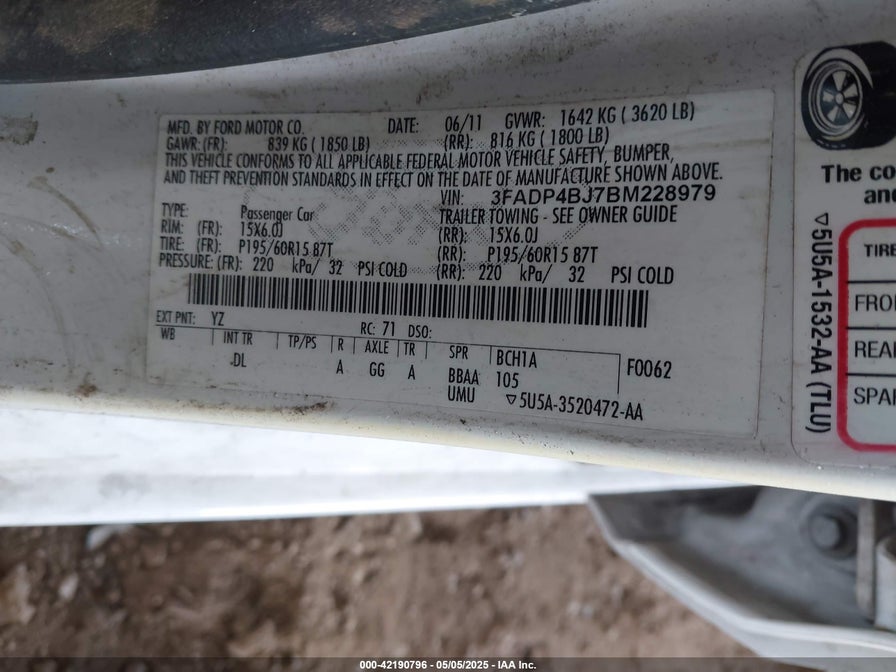 MFD. BY FORD MOTOR CO. DATE: 06/11 GVWR: 1642 KG ( 3620 LB)
GAWR: (FR): 839 KG ( 1850 LB) (RR): 816 KG ( 1800 LB)
THIS VEHICLE CONFORMS TO ALL APPLICABLE FEDERAL MOTOR VEHICLE SAFETY, BUMPER,
AND THEFT PREVENTION STANDARDS IN EFFECT ON THE DATE OF MANUFACTURE SHOWN ABOVE.
VIN: 3FADP4BJ7BM228979
TYPE: Passenger Car TRAILER TOWING - SEE OWNER GUIDE
RIM: (FR): 15X6.0J (RR): 15X6.0J
TIRE: (FR): P195/60R15 87T (RR): P195/60R15 87T
PRESSURE: (FR): 220 kPa/ 32 PSI COLD (RR): 220 kPa/ 32 PSI COLD
EXT PNT: YZ RC: 71 DSO:
WB INT TR TP/PS R AXLE TR SPR BCH1A F0062
DL A GG A BBAA 105
UMU ▽5U5A-3520472-AA
The co
an
▽5U5A-1532-AA (TLU)
TIRE
FRO
REA
SPA
000-42190796 - 05/05/2025 - IAA Inc.